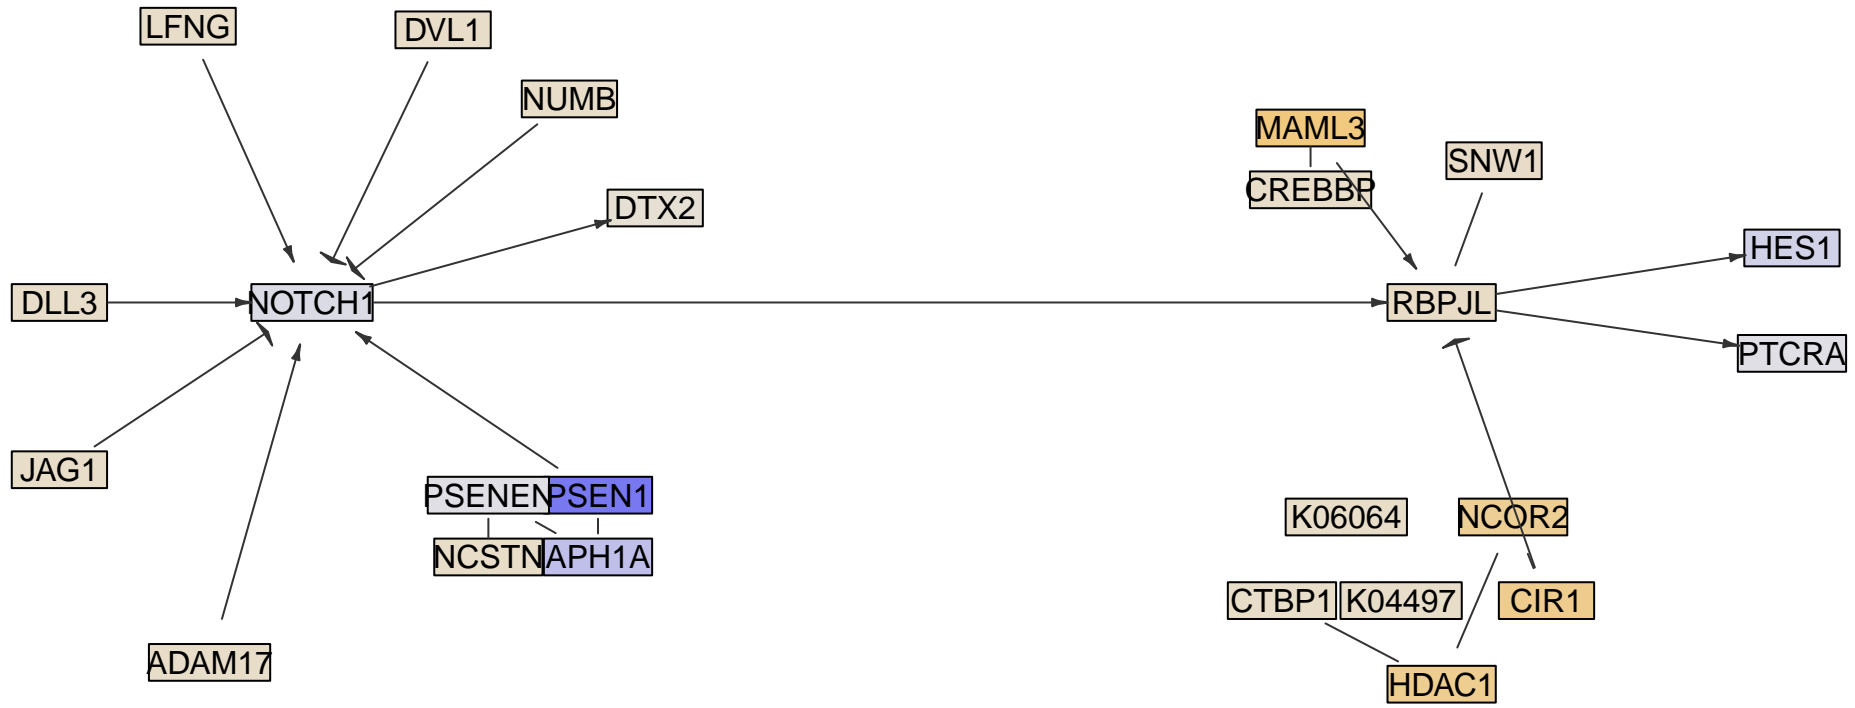 LFNG
DVL1
NUMB
MAML3
SNW1
CREBBP
DTX2
HES1
DLL3
NOTCH1
RBPJL
PTCRA
JAG1
PSENEN
PSEN1
K06064
NCOR2
NCSTN
APH1A
CTBP1
K04497
CIR1
ADAM17
HDAC1